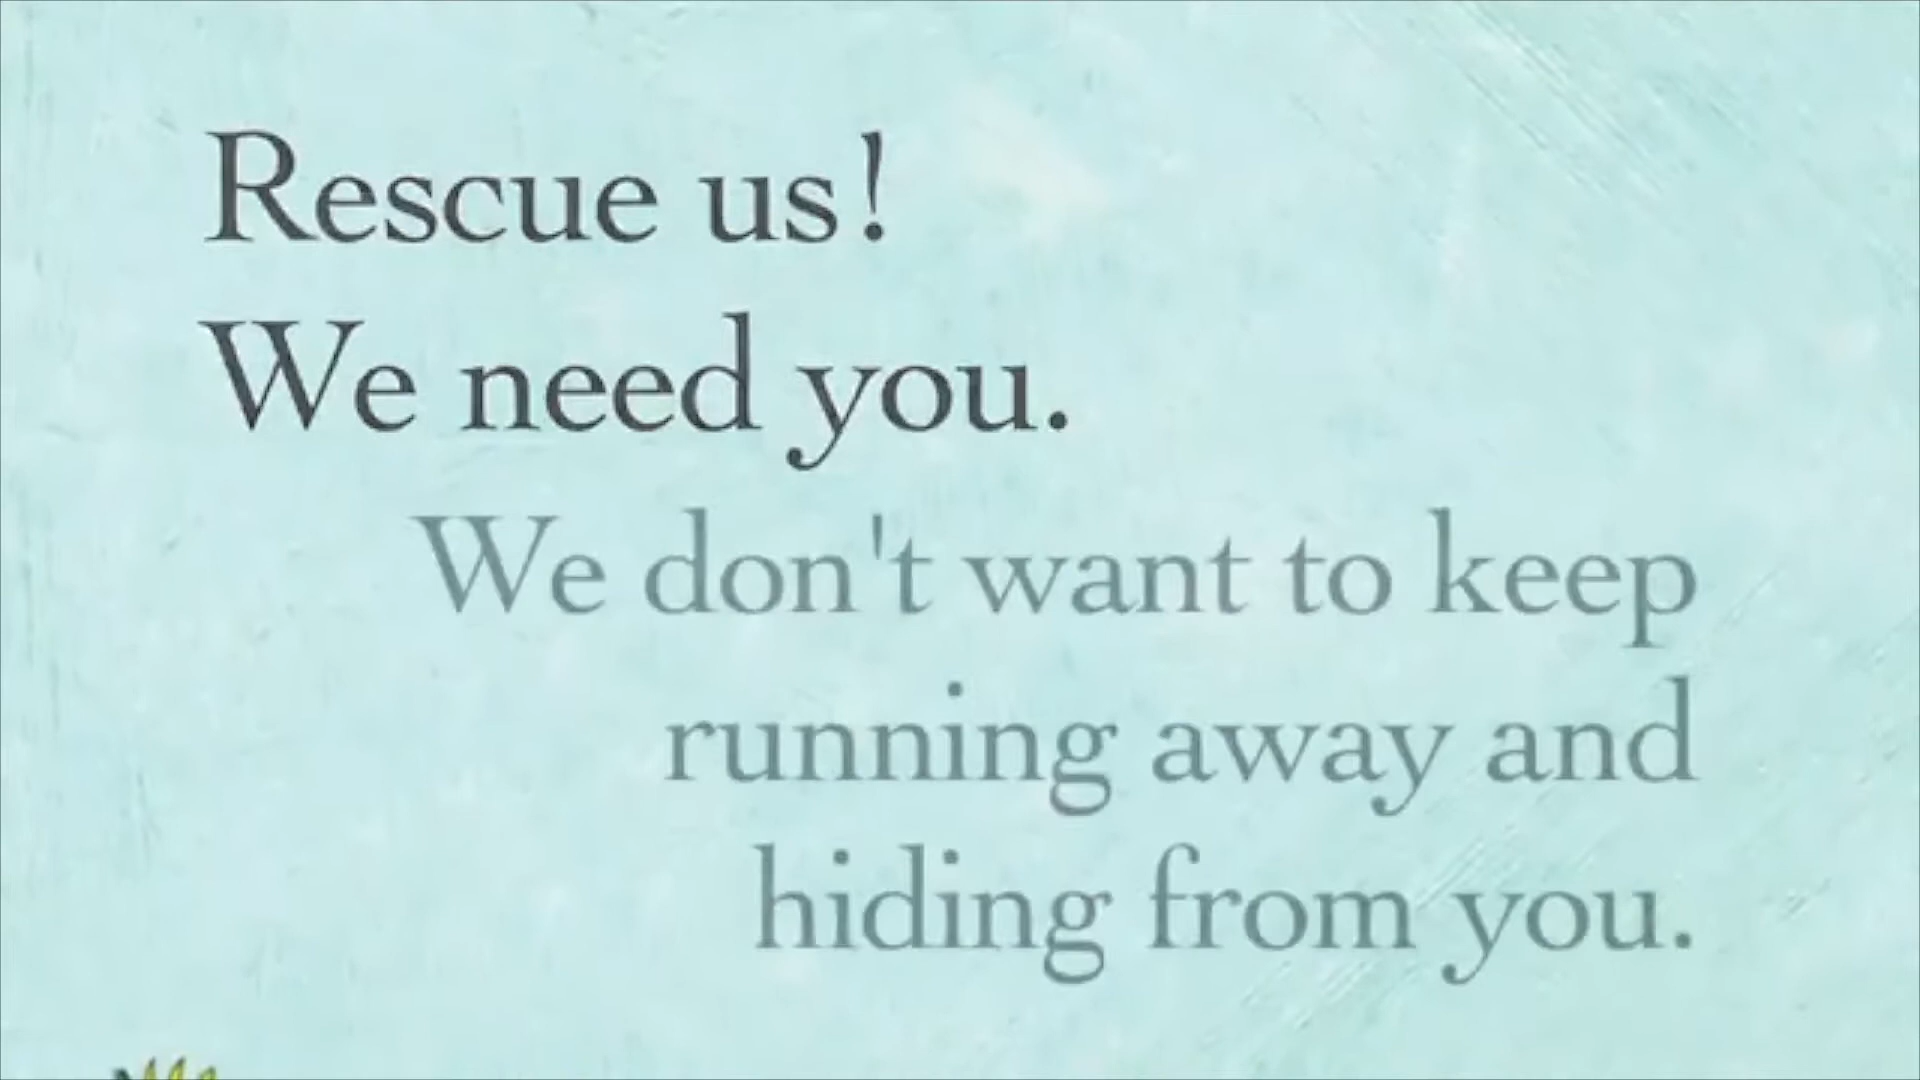 Rescue us!
We need you.
We don't want to keep
running away and
hiding from you.